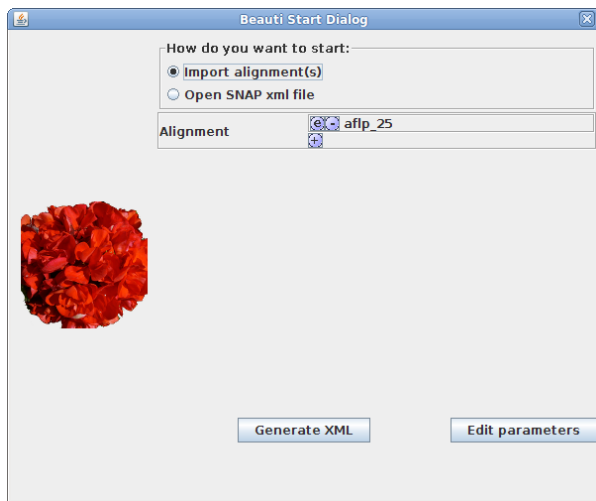 Beauti Start Dialog
How do you want to start:
Import alignment(s)
Open SNAP xml file
Alignment
e - aflp_25
+
Generate XML
Edit parameters